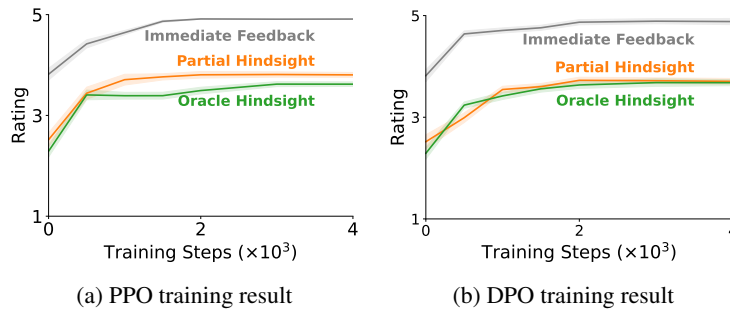 5
3
1
Rating
Immediate Feedback
Partial Hindsight
Oracle Hindsight
0
2
4
Training Steps (×10³)
(a) PPO training result
5
3
1
Rating
Immediate Feedback
Partial Hindsight
Oracle Hindsight
0
2
4
Training Steps (×10³)
(b) DPO training result